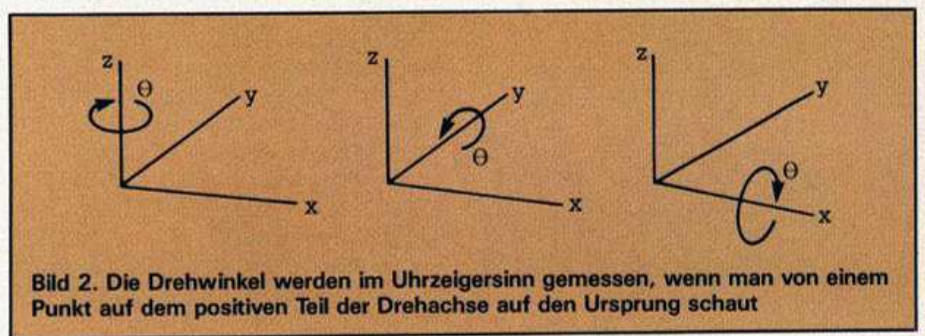 z
Θ
y
x
z
y
Θ
x
z
y
Θ
x
Bild 2. Die Drehwinkel werden im Uhrzeigersinn gemessen, wenn man von einem
Punkt auf dem positiven Teil der Drehachse auf den Ursprung schaut